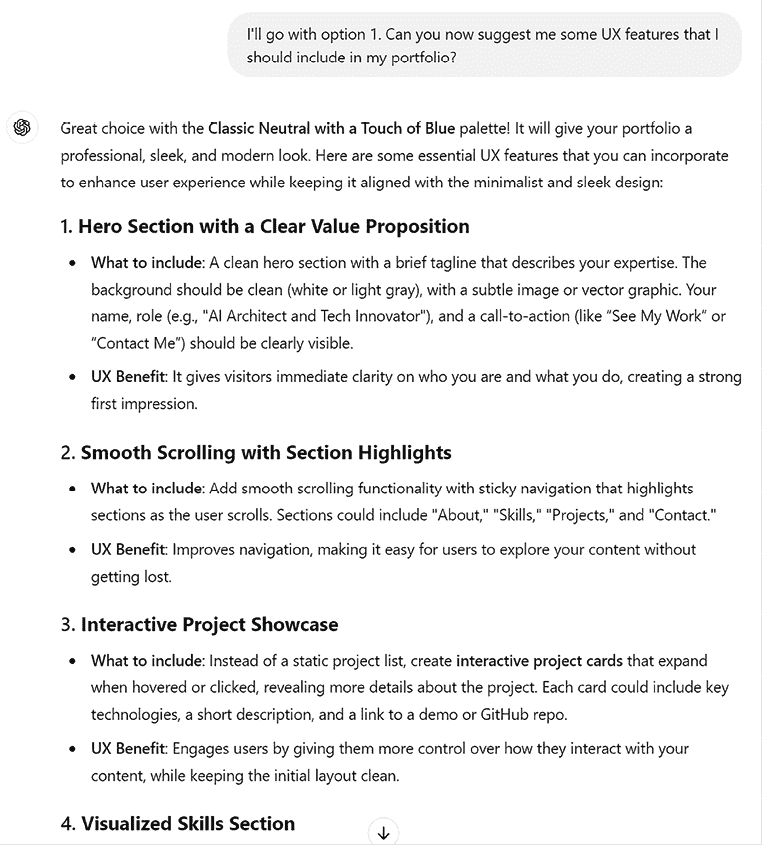 I'll go with option 1. Can you now suggest me some UX features that I
should include in my portfolio?
Great choice with the Classic Neutral with a Touch of Blue palette! It will give your portfolio a
professional, sleek, and modern look. Here are some essential UX features that you can incorporate
to enhance user experience while keeping it aligned with the minimalist and sleek design:
1. Hero Section with a Clear Value Proposition
• What to include: A clean hero section with a brief tagline that describes your expertise. The
background should be clean (white or light gray), with a subtle image or vector graphic. Your
name, role (e.g., "AI Architect and Tech Innovator"), and a call-to-action (like “See My Work” or
“Contact Me”) should be clearly visible.
• UX Benefit: It gives visitors immediate clarity on who you are and what you do, creating a strong
first impression.
2. Smooth Scrolling with Section Highlights
• What to include: Add smooth scrolling functionality with sticky navigation that highlights
sections as the user scrolls. Sections could include "About," "Skills," "Projects," and "Contact."
• UX Benefit: Improves navigation, making it easy for users to explore your content without
getting lost.
3. Interactive Project Showcase
• What to include: Instead of a static project list, create interactive project cards that expand
when hovered or clicked, revealing more details about the project. Each card could include key
technologies, a short description, and a link to a demo or GitHub repo.
• UX Benefit: Engages users by giving them more control over how they interact with your
content, while keeping the initial layout clean.
4. Visualized Skills Section